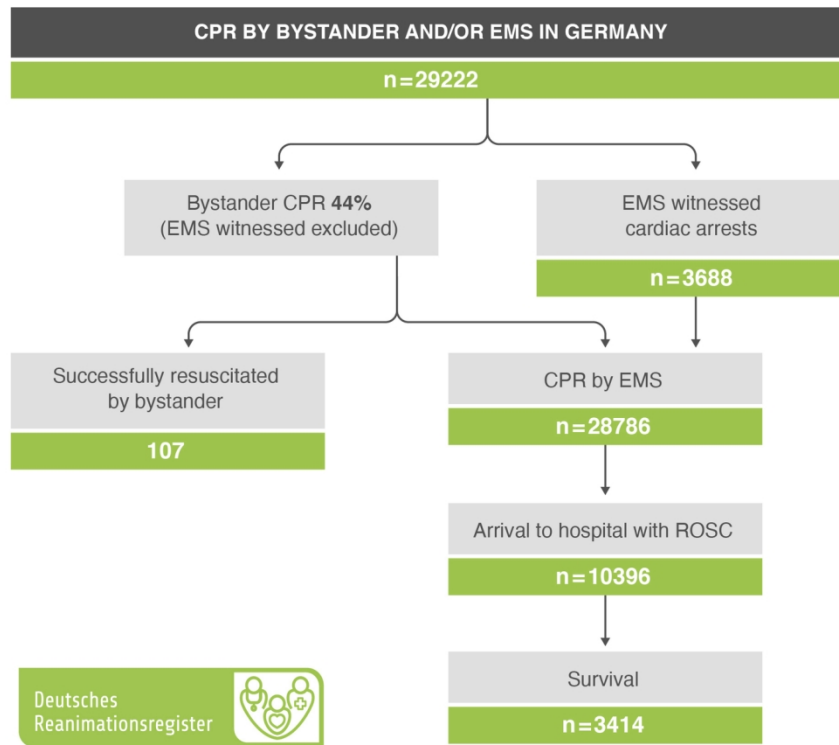 CPR BY BYSTANDER AND/OR EMS IN GERMANY
n=29222
Bystander CPR 44%
(EMS witnessed excluded)
EMS witnessed
cardiac arrests
n=3688
Successfully resuscitated
by bystander
107
CPR by EMS
n=28786
Arrival to hospital with ROSC
n=10396
Survival
n=3414
Deutsches
Reanimationsregister